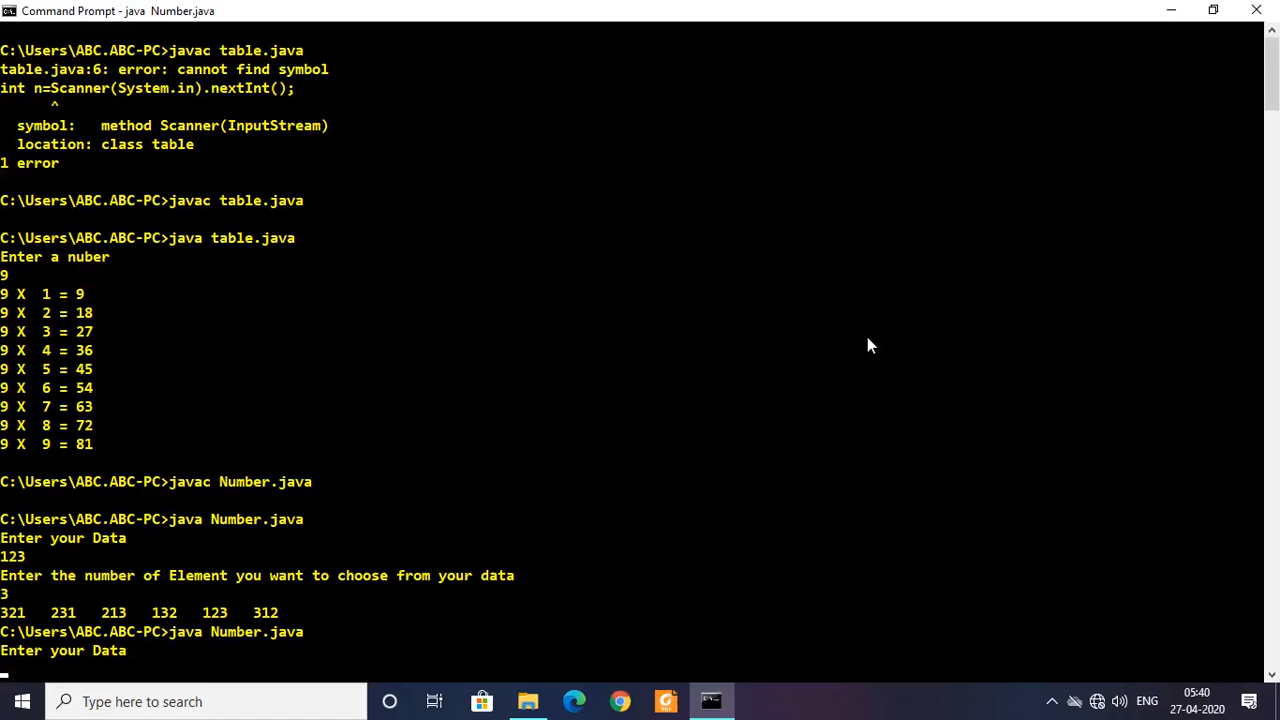 Command Prompt - java  Number.java
C:\Users\ABC.ABC-PC>javac table.java
table.java:6: error: cannot find symbol
int n=Scanner(System.in).nextInt();
      ^
  symbol:   method Scanner(InputStream)
  location: class table
1 error
C:\Users\ABC.ABC-PC>javac table.java
C:\Users\ABC.ABC-PC>java table.java
Enter a nuber
9
9 X  1 = 9
9 X  2 = 18
9 X  3 = 27
9 X  4 = 36
9 X  5 = 45
9 X  6 = 54
9 X  7 = 63
9 X  8 = 72
9 X  9 = 81
C:\Users\ABC.ABC-PC>javac Number.java
C:\Users\ABC.ABC-PC>java Number.java
Enter your Data
123
Enter the number of Element you want to choose from your data
3
321   231   213   132   123   312
C:\Users\ABC.ABC-PC>java Number.java
Enter your Data
Type here to search
PDF
ENG
05:40
27-04-2020